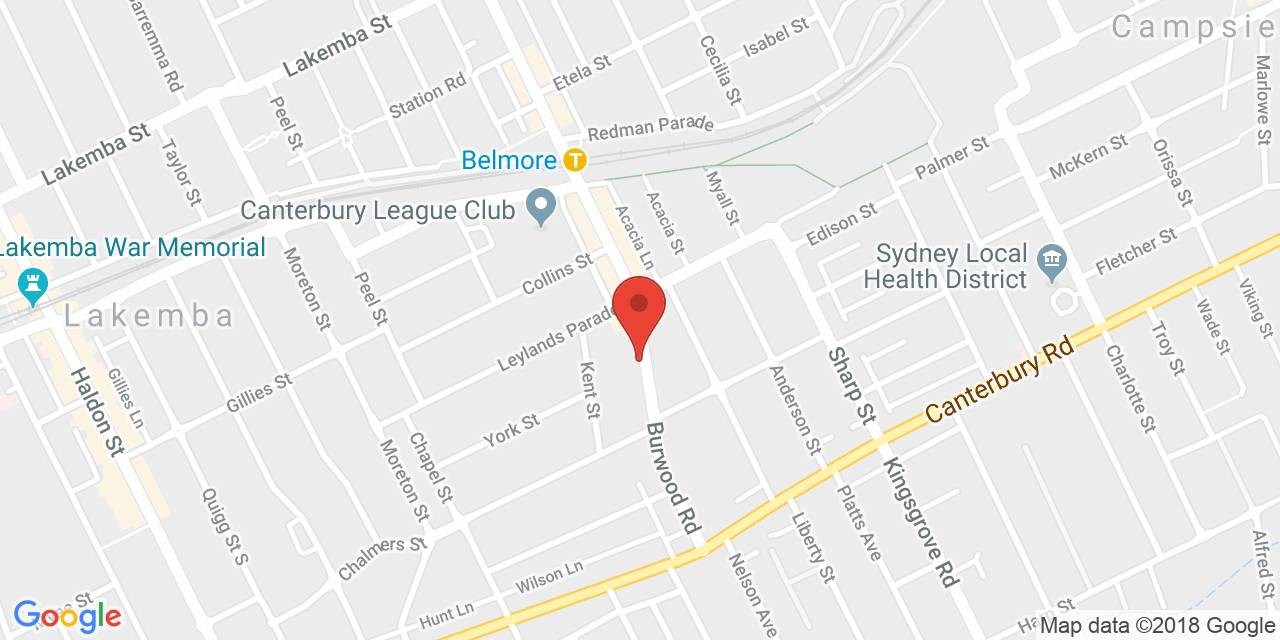 Campsie
Lakemba St
Isabel St
Cecilia St
Etela St
Marlowe St
Station Rd
Peel St
Redman Parade
McKern St
Orissa St
Palmer St
Lakemba St
Taylor St
Belmore
T
Myall St
Acacia St
Acacia Ln
Canterbury League Club
Edison St
Lakemba War Memorial
Sydney Local
Health District
Fletcher St
Collins St
Moreton St
Peel St
Lakemba
Viking St
Wade St
Troy St
Leylands Parade
Canterbury Rd
Sharp St
Charlotte St
Gillies St
Gillies Ln
Kent St
Haldon St
Anderson St
York St
Chapel St
Moreton St
Burwood Rd
Kingsgrove Rd
Platts Ave
Quigg St S
Liberty St
Chalmers St
Nelson Ave
Alfred St
Wilson Ln
Hunt Ln
Google
Map data ©2018 Google